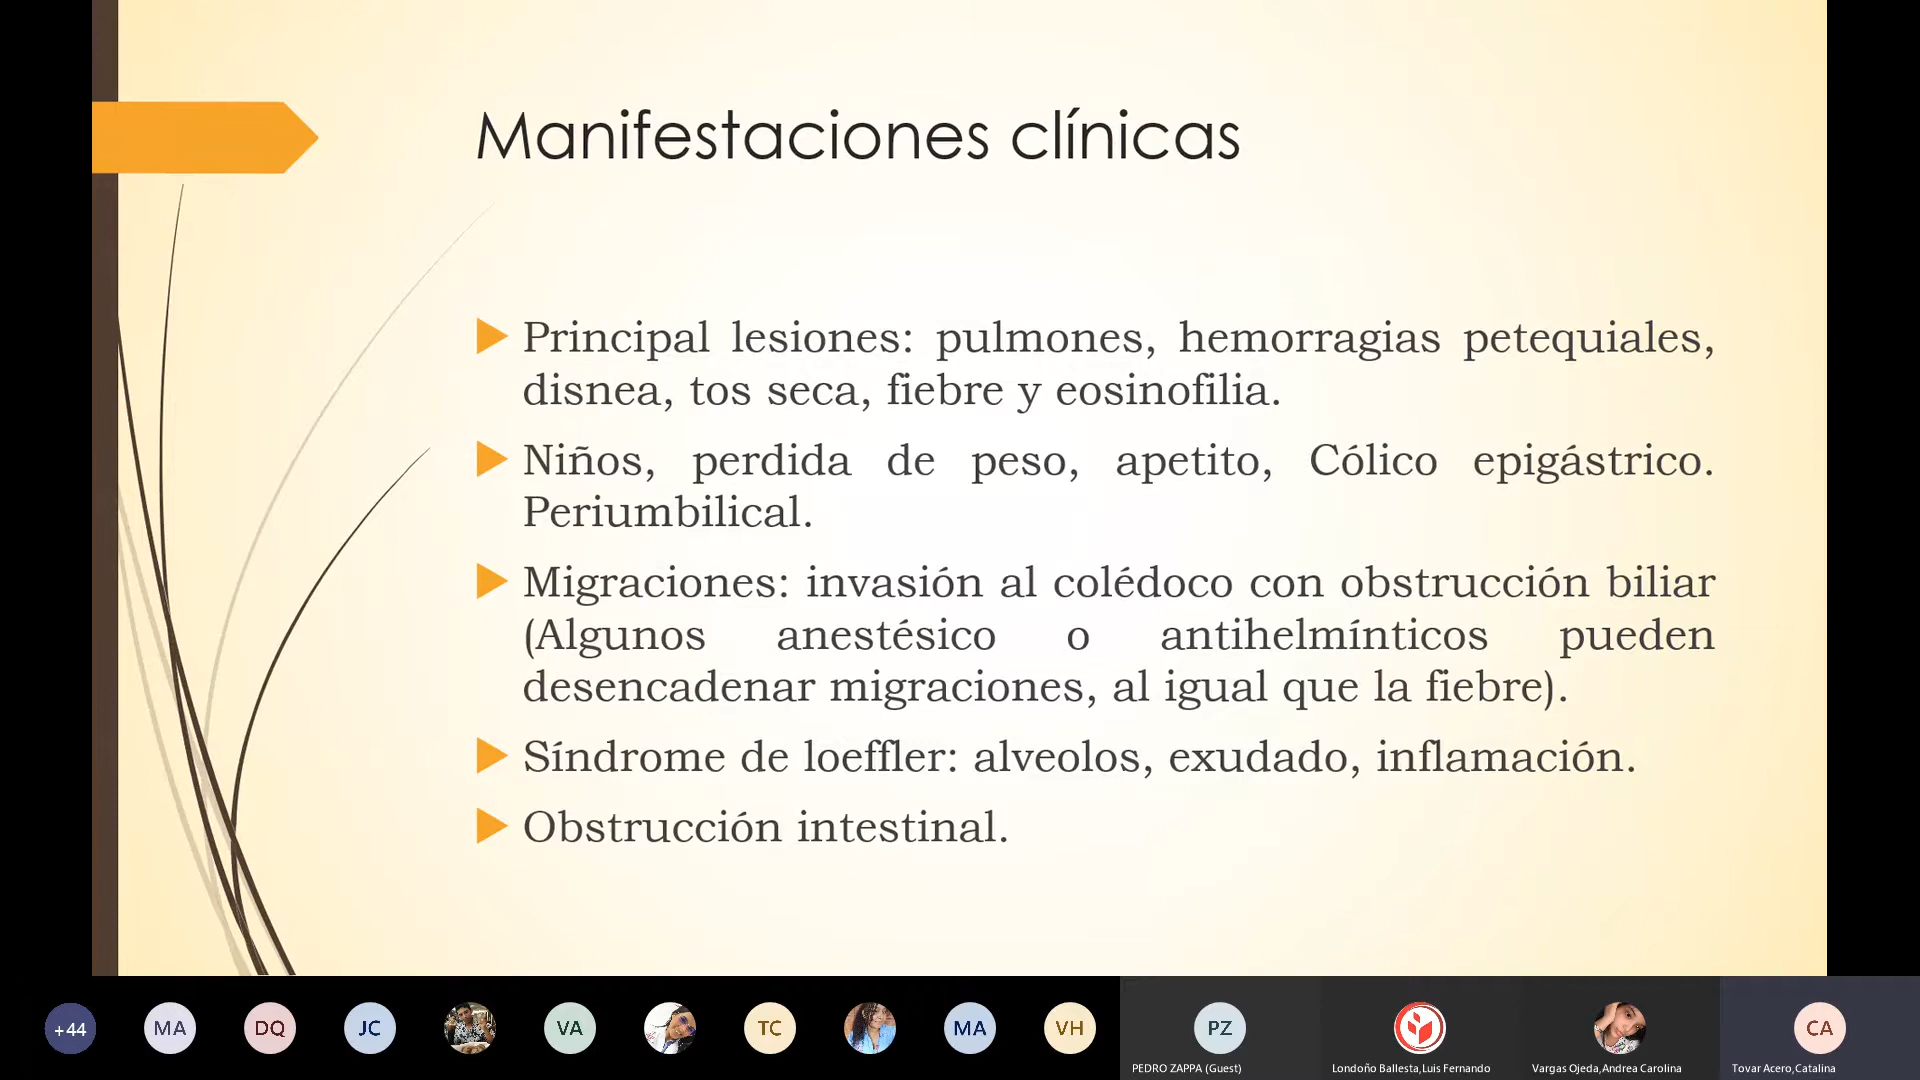 Manifestaciones clínicas
Principal lesiones: pulmones, hemorragias petequiales,
disnea, tos seca, fiebre y eosinofilia.
Niños, perdida de peso, apetito, Cólico epigástrico.
Periumbilical.
Migraciones: invasión al colédoco con obstrucción biliar
(Algunos anestésico o antihelmínticos pueden
desencadenar migraciones, al igual que la fiebre).
Síndrome de loeffler: alveolos, exudado, inflamación.
Obstrucción intestinal.
+44 MA DQ JC VA TC MA VH PZ CA
PEDRO ZAPPA (Guest) Londoño Ballesta,Luis Fernando Vargas Ojeda,Andrea Carolina Tovar Acero,Catalina